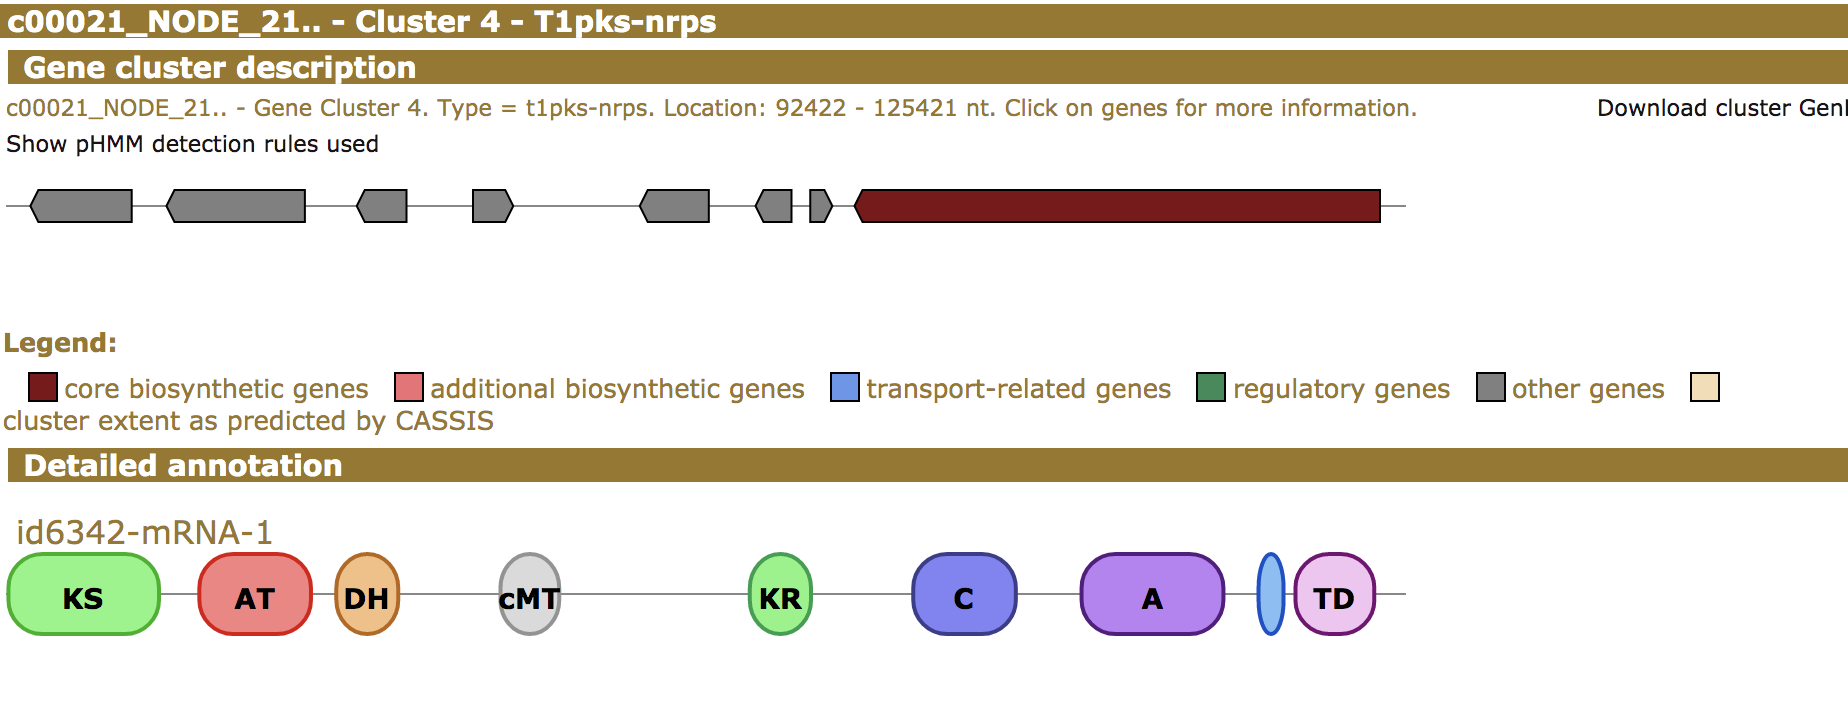 c00021_NODE_21.. - Cluster 4 - T1pks-nrps
Gene cluster description
c00021_NODE_21.. - Gene Cluster 4. Type = t1pks-nrps. Location: 92422 - 125421 nt. Click on genes for more information. Download cluster
Show pHMM detection rules used
Legend:
core biosynthetic genes additional biosynthetic genes transport-related genes regulatory genes other genes
cluster extent as predicted by CASSIS
Detailed annotation
id6342-mRNA-1
KS AT DH cMT KR C A TD